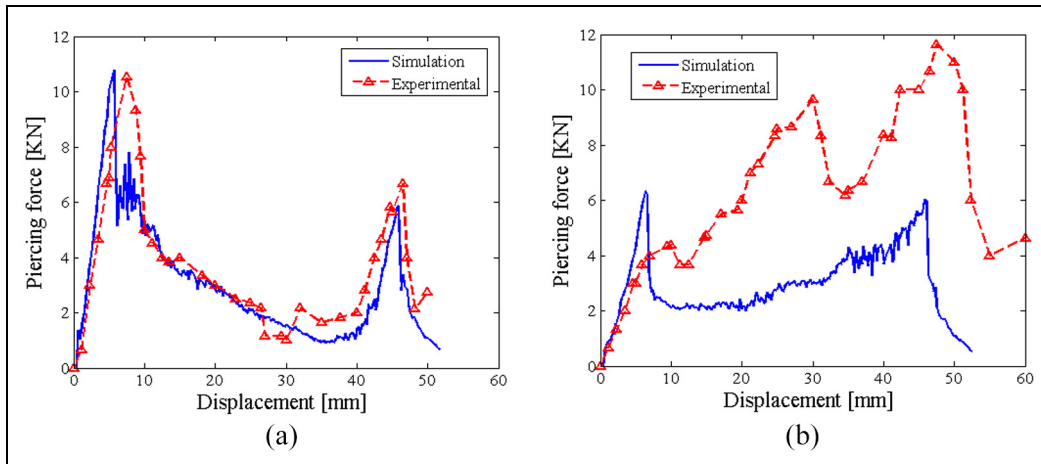 12
10
8
6
4
2
0
Piercing force [KN]
Simulation
Experimental
0 10 20 30 40 50 60
Displacement [mm]
(a)
12
10
8
6
4
2
0
Piercing force [KN]
Simulation
Experimental
0 10 20 30 40 50 60
Displacement [mm]
(b)